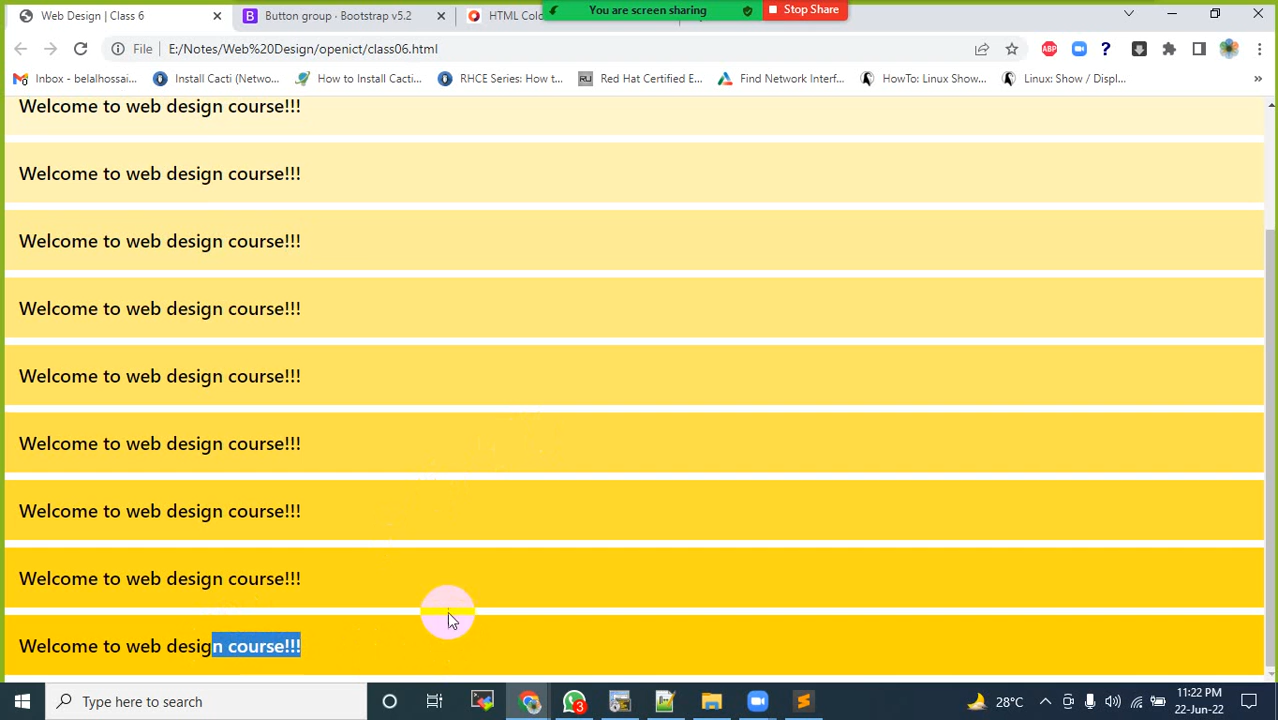 Web Design | Class 6
Button group · Bootstrap v5.2
HTML Col
You are screen sharing
Stop Share
File
E:/Notes/Web%20Design/openict/class06.html
ABP
Inbox - belalhossai...
Install Cacti (Netwo...
How to Install Cacti...
RHCE Series: How t...
Red Hat Certified E...
Find Network Interf...
HowTo: Linux Show...
Linux: Show / Displ...
Welcome to web design course!!!
Welcome to web design course!!!
Welcome to web design course!!!
Welcome to web design course!!!
Welcome to web design course!!!
Welcome to web design course!!!
Welcome to web design course!!!
Welcome to web design course!!!
Welcome to web design course!!!
Type here to search
3
28°C
11:22 PM
22-Jun-22